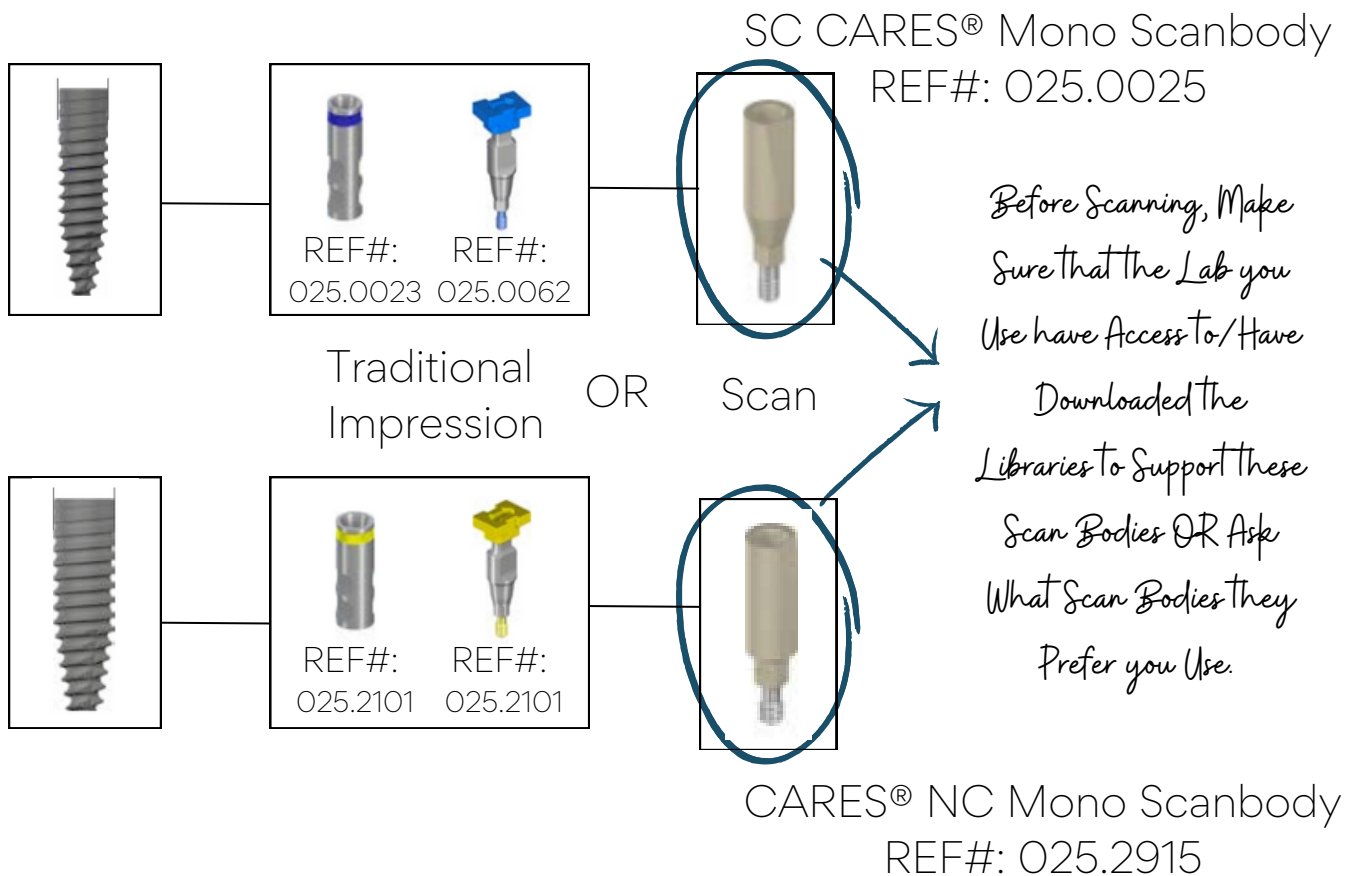 SC CARES® Mono Scanbody
REF#: 025.0025
REF#:
025.0023
REF#:
025.0062
Traditional
Impression
OR
Scan
Before Scanning, Make
Sure that the Lab you
Use have Access to/Have
Downloaded the
Libraries to Support these
Scan Bodies OR Ask
What Scan Bodies they
Prefer you Use.
REF#:
025.2101
REF#:
025.2101
CARES® NC Mono Scanbody
REF#: 025.2915